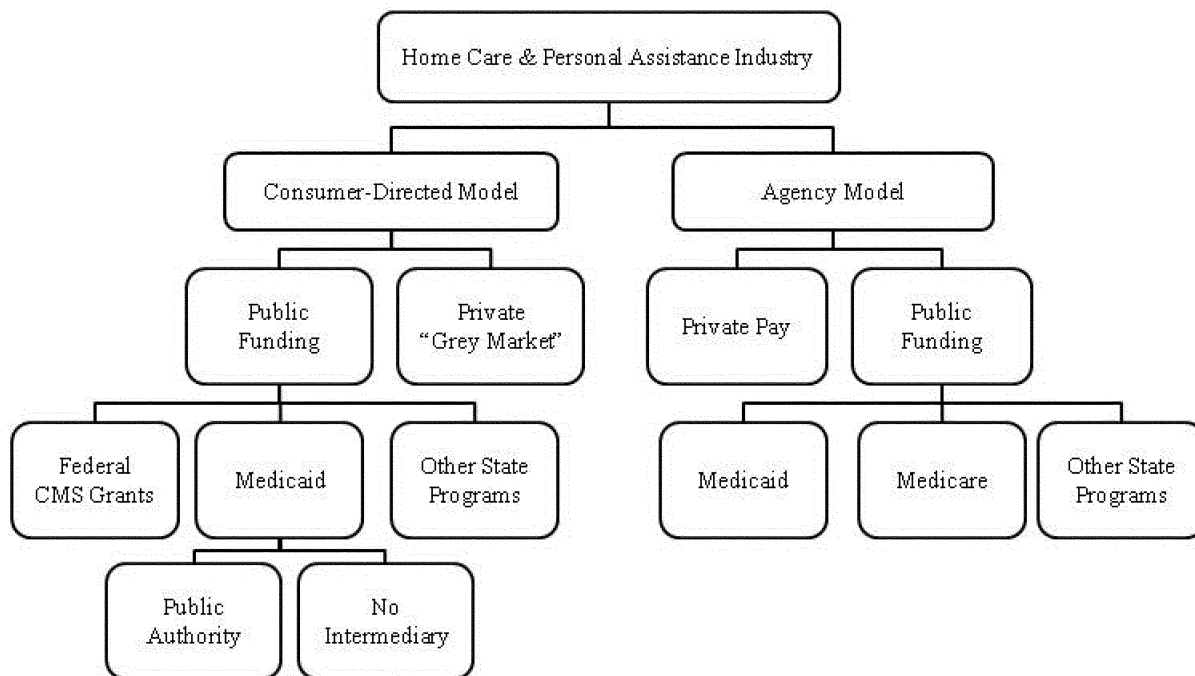 Home Care & Personal Assistance Industry
Consumer-Directed Model
Agency Model
Public
Funding
Private
“Grey Market”
Private Pay
Public
Funding
Federal
CMS Grants
Medicaid
Other State
Programs
Medicaid
Medicare
Other State
Programs
Public
Authority
No
Intermediary